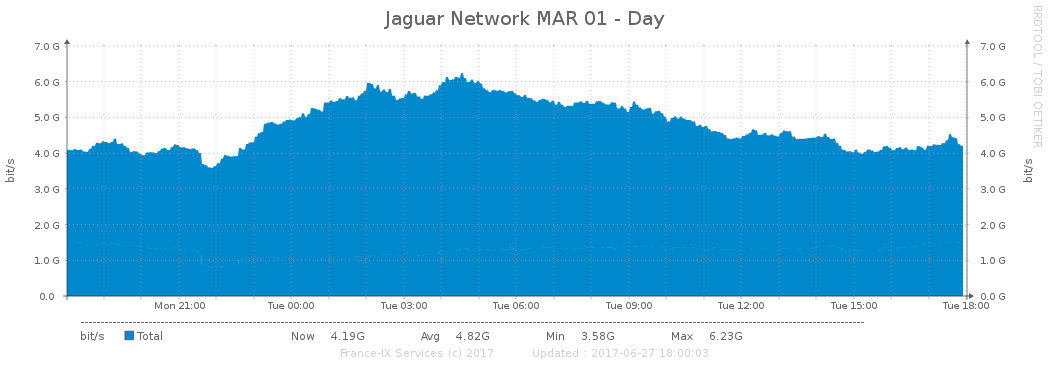 Jaguar Network MAR 01 - Day
RRDTOOL / TOBI OETIKER
7.0 G 7.0 G
6.0 G 6.0 G
5.0 G 5.0 G
4.0 G 4.0 G
3.0 G 3.0 G
2.0 G 2.0 G
1.0 G 1.0 G
0.0 0.0 G
bit/s bit/s
Mon 21:00 Tue 00:00 Tue 03:00 Tue 06:00 Tue 09:00 Tue 12:00 Tue 15:00 Tue 18:00
bit/s Total Now 4.19G Avg 4.82G Min 3.58G Max 6.23G
France-IX Services (c) 2017 Updated : 2017-06-27 18:00:03